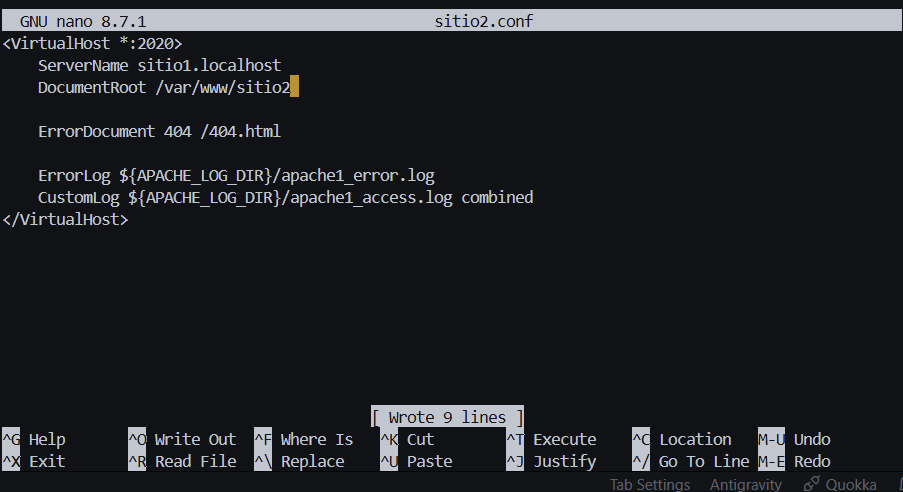 GNU nano 8.7.1 sitio2.conf
<VirtualHost *:2020>
    ServerName sitio1.localhost
    DocumentRoot /var/www/sitio2

    ErrorDocument 404 /404.html

    ErrorLog ${APACHE_LOG_DIR}/apache1_error.log
    CustomLog ${APACHE_LOG_DIR}/apache1_access.log combined
</VirtualHost>
[ Wrote 9 lines ]
^G Help ^O Write Out ^F Where Is ^K Cut ^T Execute ^C Location M-U Undo
^X Exit ^R Read File ^\ Replace ^U Paste ^J Justify ^/ Go To Line M-E Redo
Tab Settings Antigravity Quokka